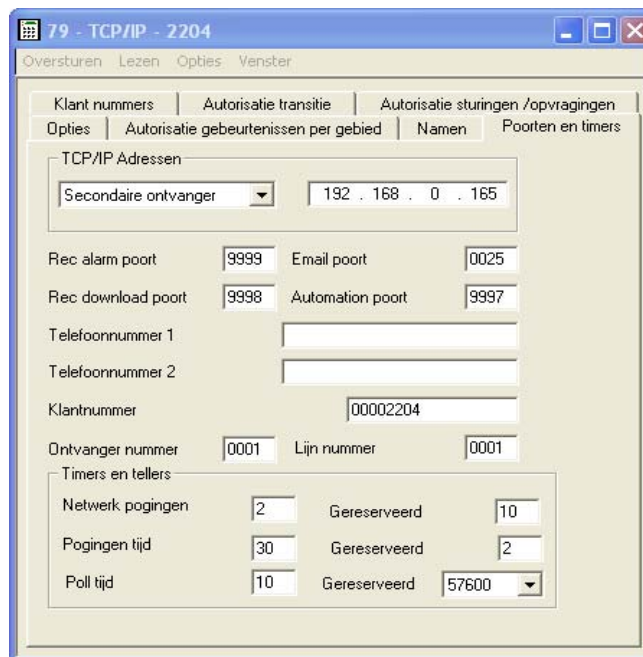 79 - TCP/IP - 2204
Oversturen Lezen Opties Venster
Klant nummers Autorisatie transitie Autorisatie sturingen /opvragingen
Opties Autorisatie gebeurtenissen per gebied Namen Poorten en timers
TCP/IP Adressen
Secondaire ontvanger 192 . 168 . 0 . 165
Rec alarm poort 9999 Email poort 0025
Rec download poort 9998 Automation poort 9997
Telefoonnummer 1
Telefoonnummer 2
Klantnummer 00002204
Ontvanger nummer 0001 Lijn nummer 0001
Timers en tellers
Netwerk pogingen 2 Gereserveerd 10
Pogingen tijd 30 Gereserveerd 2
Poll tijd 10 Gereserveerd 57600